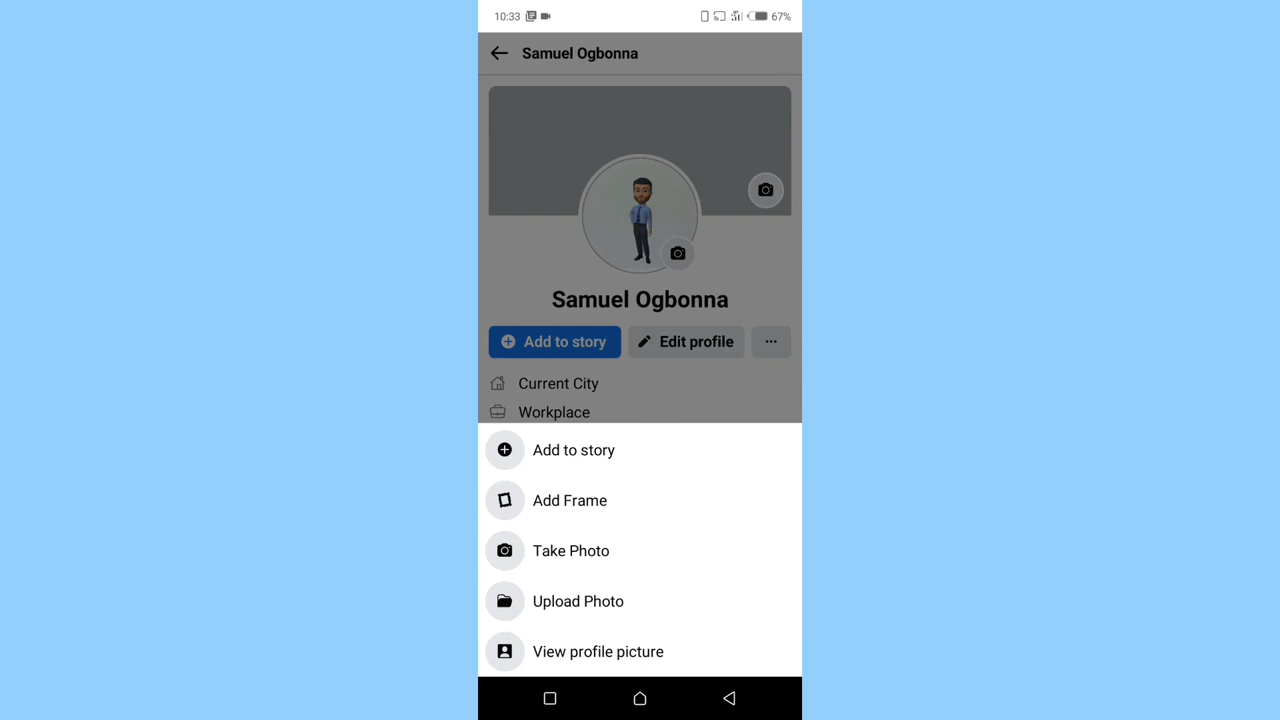 10:33 67%
Samuel Ogbonna
Samuel Ogbonna
Add to story Edit profile ...
Current City
Workplace
Add to story
Add Frame
Take Photo
Upload Photo
View profile picture